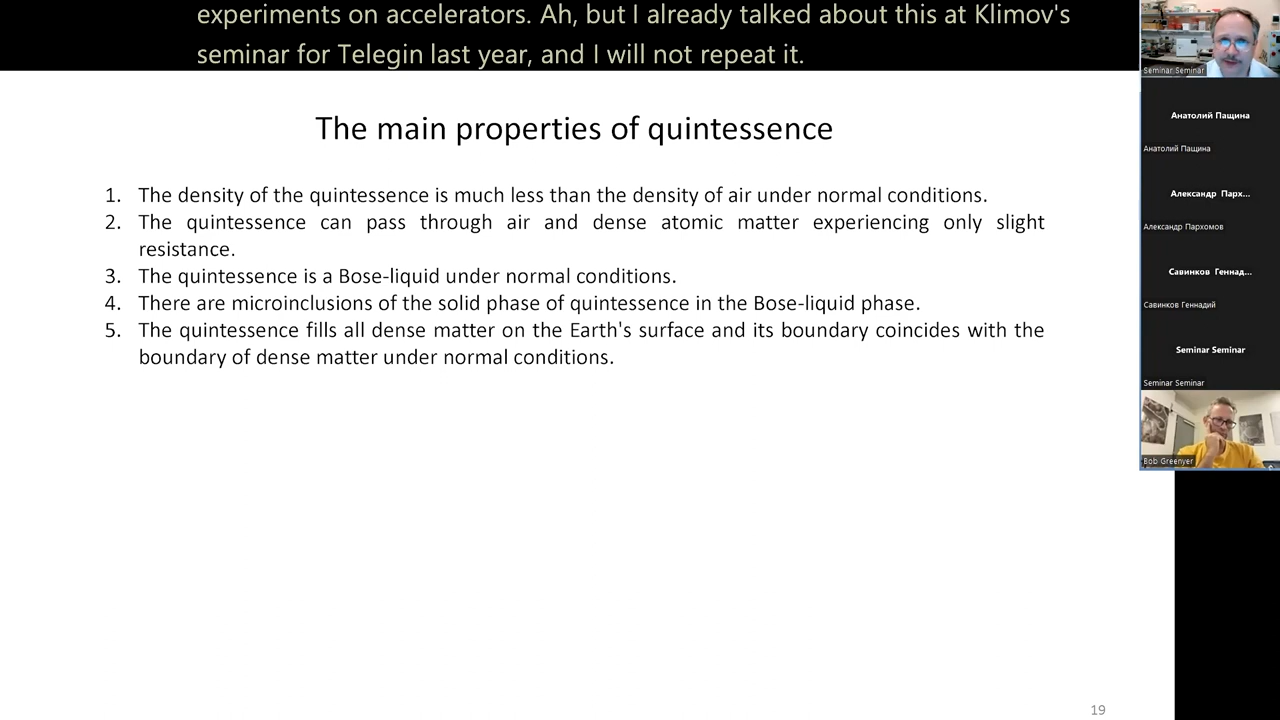 experiments on accelerators. Ah, but I already talked about this at Klimov's
seminar for Telegin last year, and I will not repeat it.
The main properties of quintessence
1. The density of the quintessence is much less than the density of air under normal conditions.
2. The quintessence can pass through air and dense atomic matter experiencing only slight
resistance.
3. The quintessence is a Bose-liquid under normal conditions.
4. There are microinclusions of the solid phase of quintessence in the Bose-liquid phase.
5. The quintessence fills all dense matter on the Earth's surface and its boundary coincides with the
boundary of dense matter under normal conditions.
19
Seminar Seminar
Анатолий Пащина
Анатолий Пащина
Александр Парх...
Александр Пархомов
Савинков Геннад...
Савинков Геннадий
Seminar Seminar
Seminar Seminar
Bob Greenyer